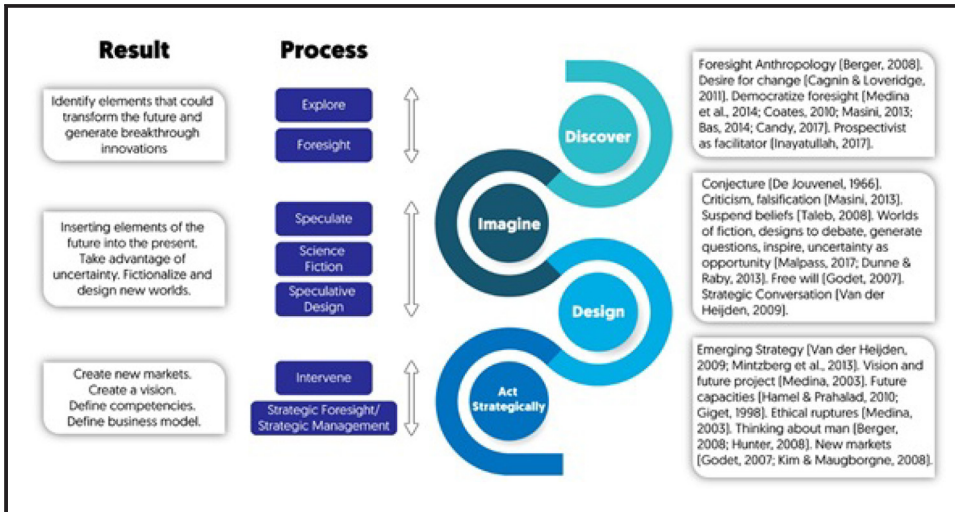 Result
Process
Identify elements that could
transform the future and
generate breakthrough
innovations
Explore
Foresight
Discover
Foresight Anthropology (Berger, 2008).
Desire for change (Cagnin & Loveridge,
2011). Democratize foresight (Medina
et al., 2014; Coates, 2010; Masini, 2013;
Bas, 2014; Candy, 2017). Prospectivist
as facilitator (Inayatullah, 2017).
Inserting elements of the
future into the present.
Take advantage of
uncertainty. Fictionalize and
design new worlds.
Speculate
Science
Fiction
Speculative
Design
Imagine
Design
Conjecture (De Jouvenel, 1966).
Criticism, falsification (Masini, 2013).
Suspend beliefs (Taleb, 2008). Worlds
of fiction, designs to debate, generate
questions, inspire, uncertainty as
opportunity (Malpass, 2017; Dunne &
Raby, 2013). Free will (Godet, 2007).
Strategic Conversation (Van der
Heijden, 2009).
Create new markets.
Create a vision.
Define competencies.
Define business model.
Intervene
Strategic Foresight/
Strategic Management
Act
Strategically
Emerging Strategy (Van der Heijden,
2009; Mintzberg et al., 2013). Vision and
future project (Medina, 2003). Future
capacities (Hamel & Prahalad, 2010;
Giget, 1998). Ethical ruptures (Medina,
2003). Thinking about man (Berger,
2008; Hunter, 2008). New markets
(Godet, 2007; Kim & Maugborgne, 2008).